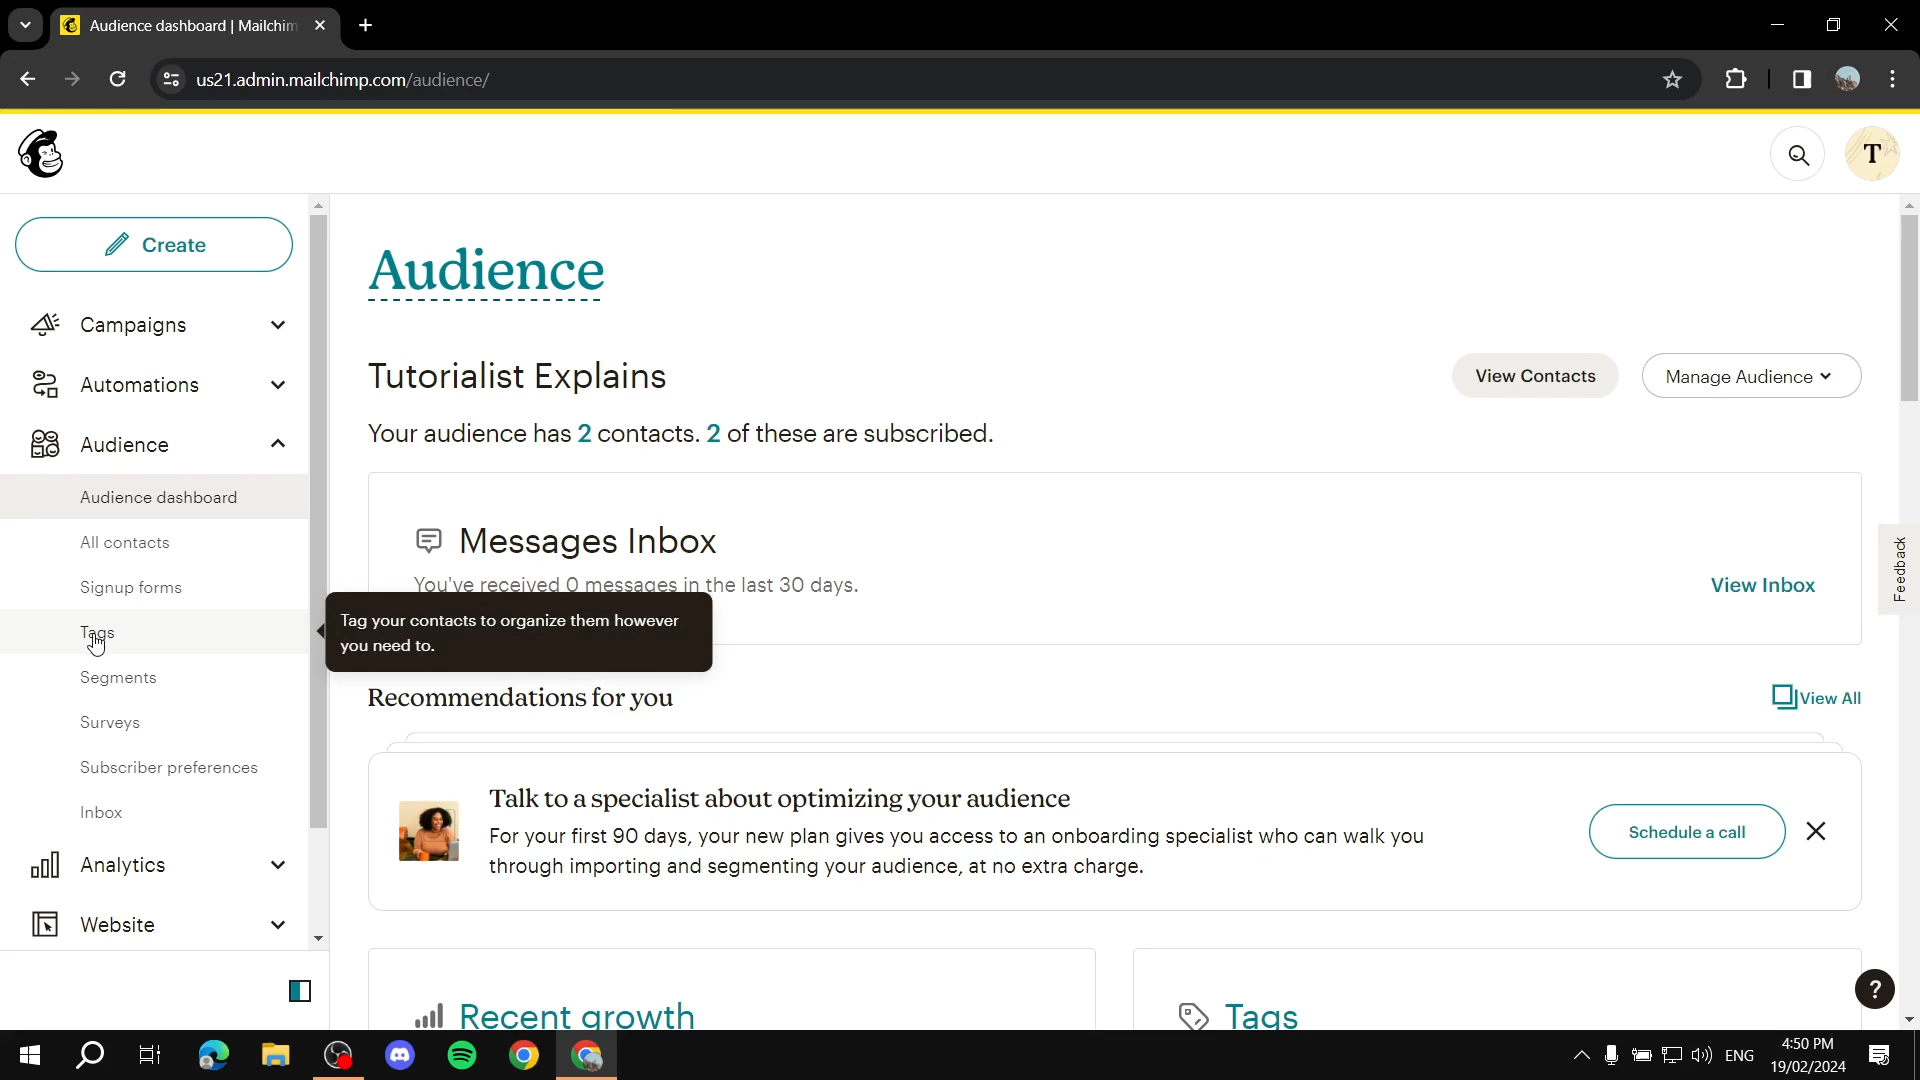 Audience dashboard | Mailchim
us21.admin.mailchimp.com/audience/
T
Create
Campaigns
Automations
Audience
Audience dashboard
All contacts
Signup forms
Tags
Segments
Surveys
Subscriber preferences
Inbox
Analytics
Website
Tag your contacts to organize them however
you need to.
Audience
Tutorialist Explains
View Contacts
Manage Audience
Your audience has 2 contacts. 2 of these are subscribed.
Messages Inbox
You've received 0 messages in the last 30 days.
View Inbox
Recommendations for you
View All
Talk to a specialist about optimizing your audience
For your first 90 days, your new plan gives you access to an onboarding specialist who can walk you
through importing and segmenting your audience, at no extra charge.
Schedule a call
Recent growth
Tags
Feedback
?
ENG
4:50 PM
19/02/2024